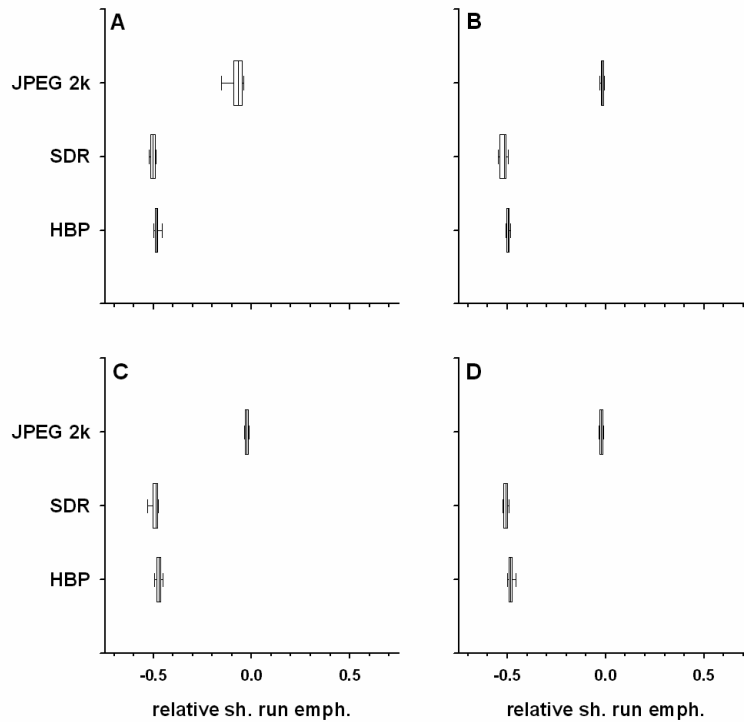 A
B
JPEG 2k
SDR
HBP
C
D
JPEG 2k
SDR
HBP
-0.5 0.0 0.5
-0.5 0.0 0.5
relative sh. run emph.
relative sh. run emph.